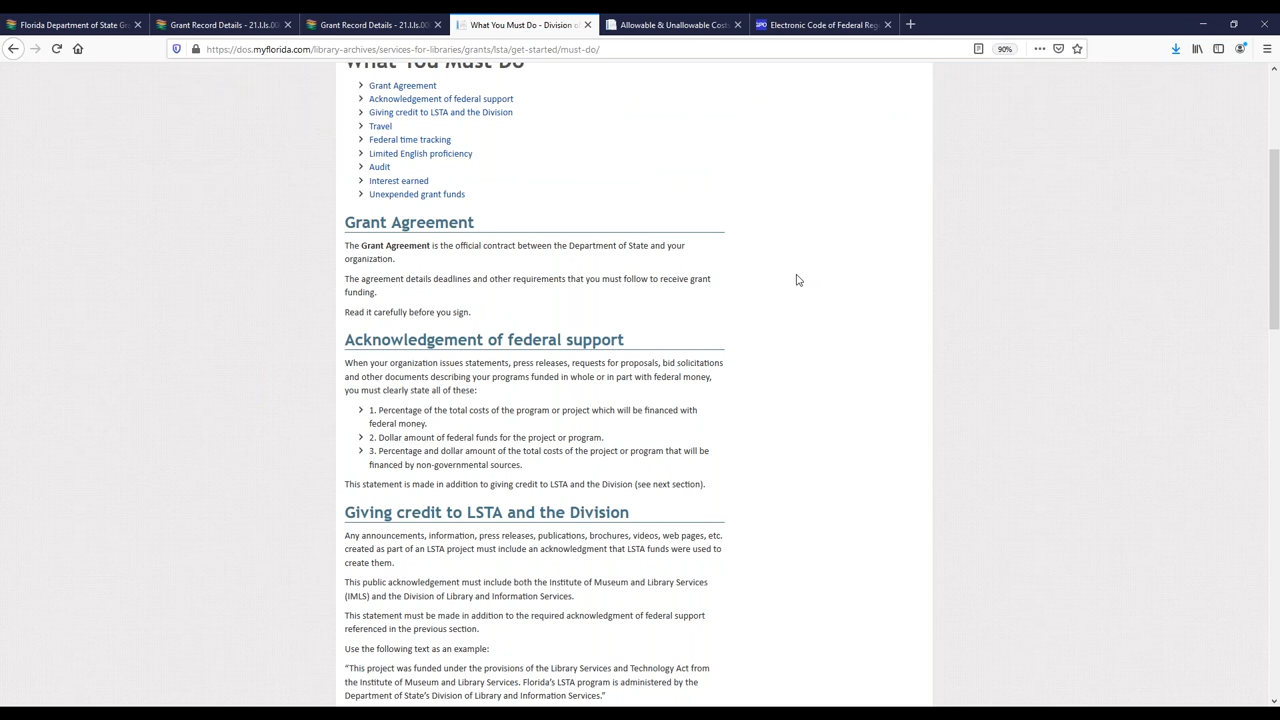 Florida Department of State Gr
Grant Record Details - 21.I.ls.00
Grant Record Details - 21.I.ls.00
What You Must Do - Division o
Allowable & Unallowable Costs
Electronic Code of Federal Reg
https://dos.myflorida.com/library-archives/services-for-libraries/grants/lsta/get-started/must-do/
90%
What You Must Do
Grant Agreement
Acknowledgement of federal support
Giving credit to LSTA and the Division
Travel
Federal time tracking
Limited English proficiency
Audit
Interest earned
Unexpended grant funds
Grant Agreement
The Grant Agreement is the official contract between the Department of State and your
organization.
The agreement details deadlines and other requirements that you must follow to receive grant
funding.
Read it carefully before you sign.
Acknowledgement of federal support
When your organization issues statements, press releases, requests for proposals, bid solicitations
and other documents describing your programs funded in whole or in part with federal money,
you must clearly state all of these:
1. Percentage of the total costs of the program or project which will be financed with
federal money.
2. Dollar amount of federal funds for the project or program.
3. Percentage and dollar amount of the total costs of the project or program that will be
financed by non-governmental sources.
This statement is made in addition to giving credit to LSTA and the Division (see next section).
Giving credit to LSTA and the Division
Any announcements, information, press releases, publications, brochures, videos, web pages, etc.
created as part of an LSTA project must include an acknowledgment that LSTA funds were used to
create them.
This public acknowledgement must include both the Institute of Museum and Library Services
(IMLS) and the Division of Library and Information Services.
This statement must be made in addition to the required acknowledgment of federal support
referenced in the previous section.
Use the following text as an example:
“This project was funded under the provisions of the Library Services and Technology Act from
the Institute of Museum and Library Services. Florida’s LSTA program is administered by the
Department of State’s Division of Library and Information Services.”